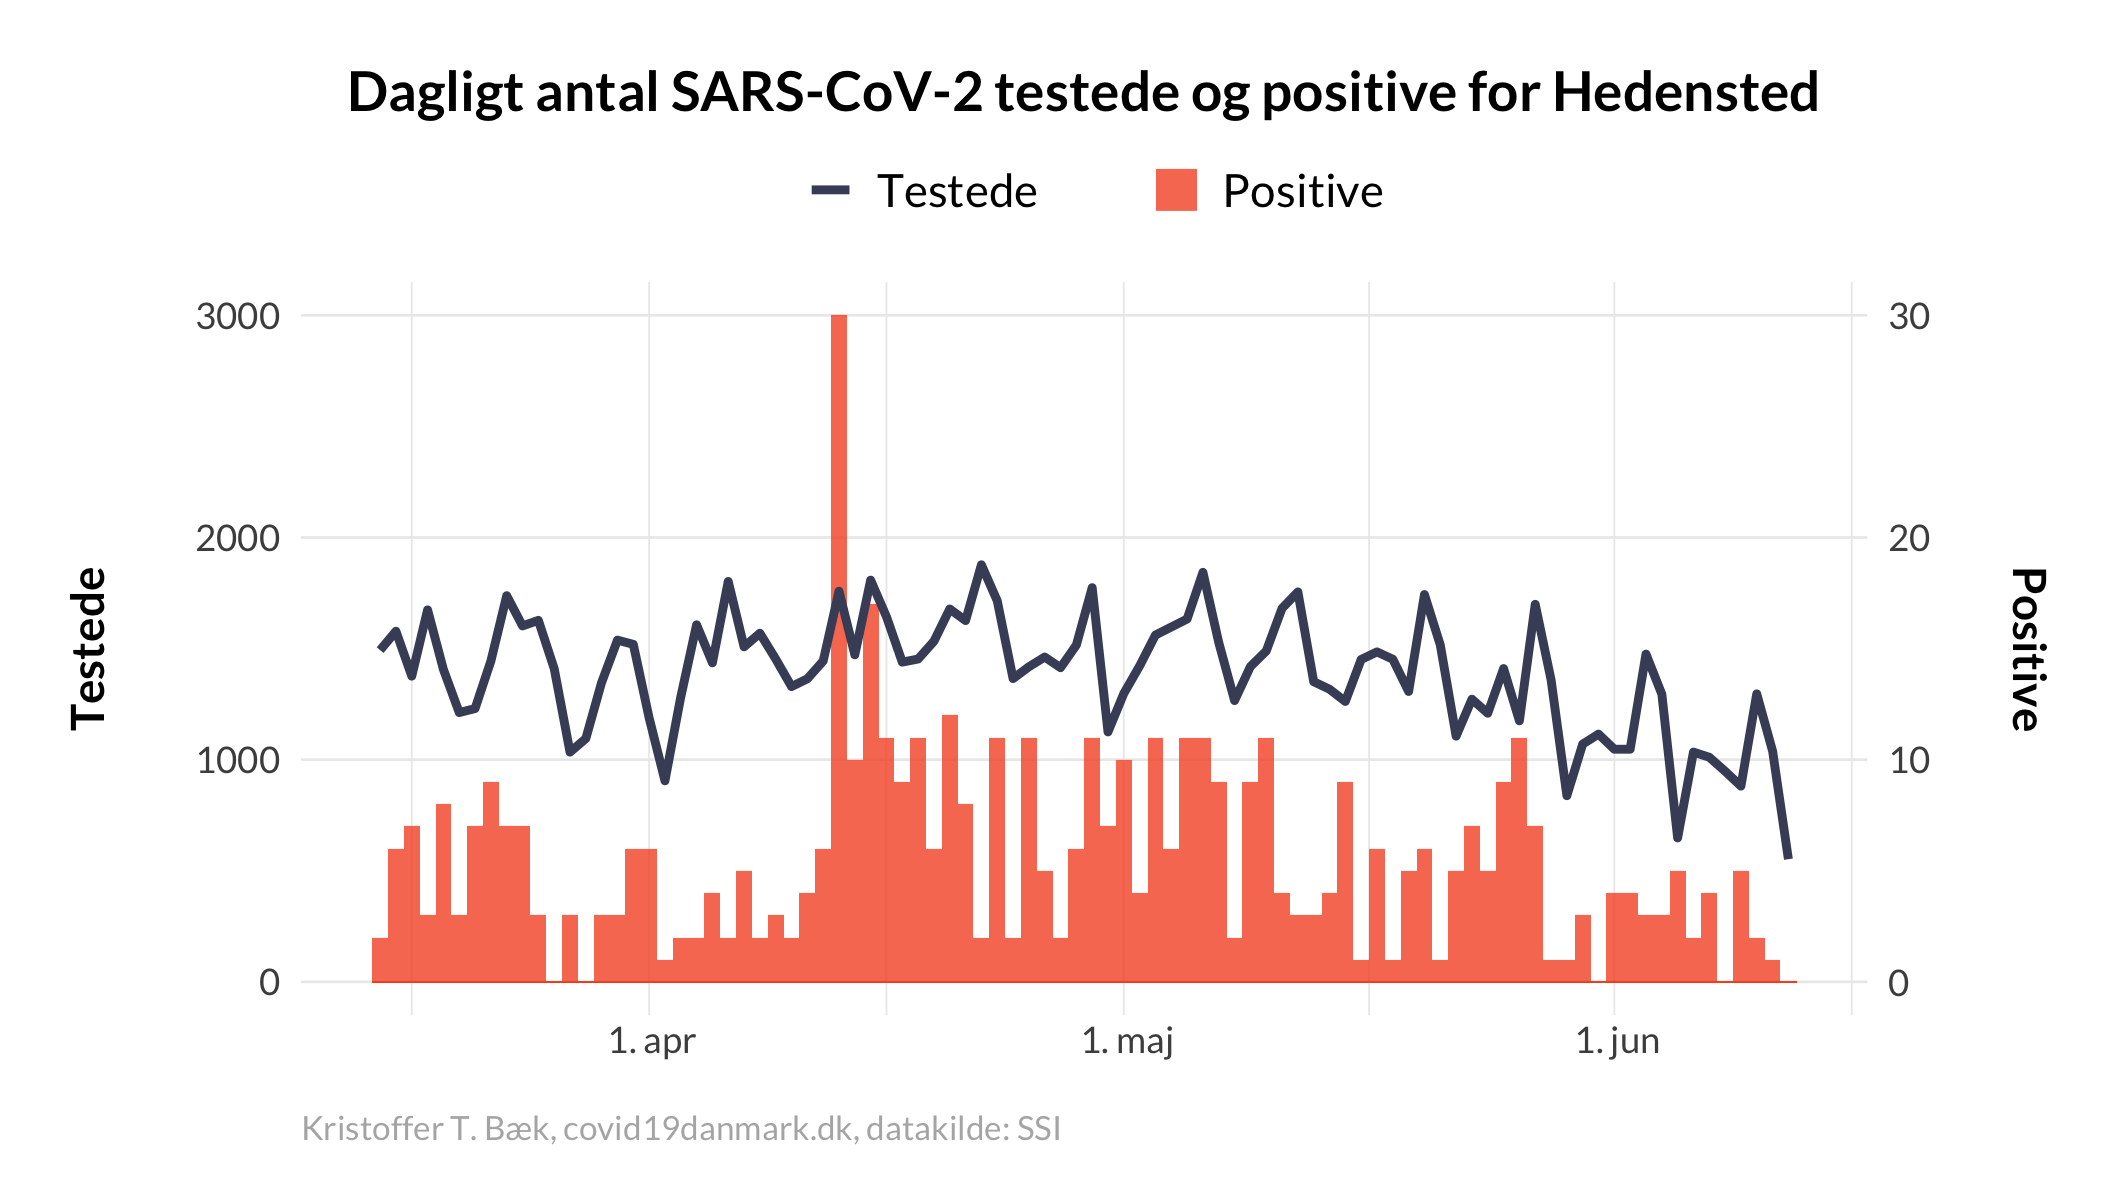 Dagligt antal SARS-CoV-2 testede og positive for Hedensted
Testede
Positive
3000
2000
1000
0
30
20
10
0
Testede
Positive
1. apr
1. maj
1. jun
Kristoffer T. Bæk, covid19danmark.dk, datakilde: SSI